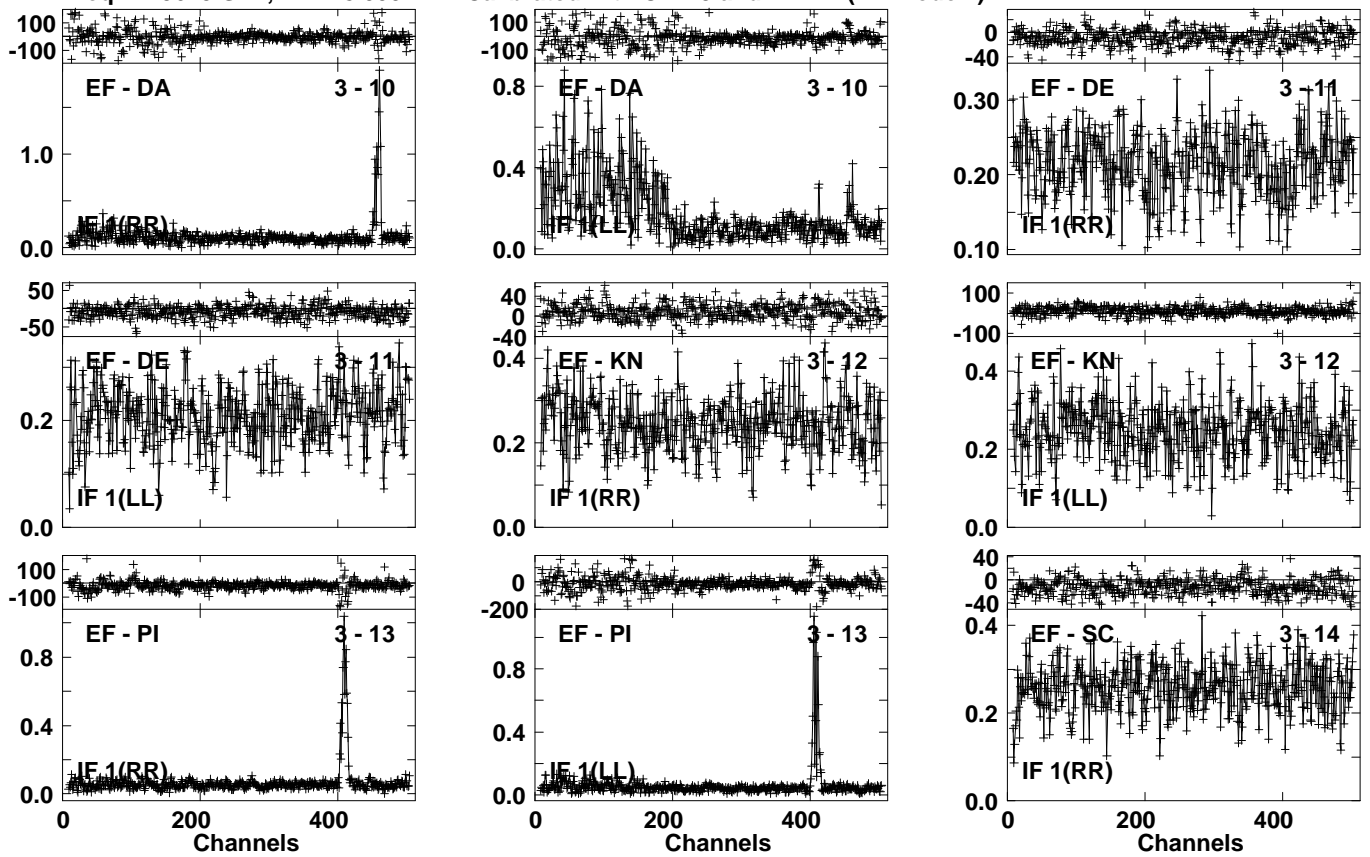 100
-100
EF - DA 3 - 10
1.0
0.0
IF 1(RR)
100
-100
EF - DA 3 - 10
0.8
0.4
0.0
IF 1(LL)
0
-40
EF - DE 3 - 11
0.30
0.20
0.10
IF 1(RR)
50
-50
EF - DE 3 - 11
0.2
0.0
IF 1(LL)
40
0
-40
EF - KN 3 - 12
0.4
0.2
0.0
IF 1(RR)
100
-100
EF - KN 3 - 12
0.4
0.2
0.0
IF 1(LL)
100
-100
EF - PI 3 - 13
0.8
0.4
0.0
IF 1(RR)
0 200 400
Channels
0
-200
EF - PI 3 - 13
0.8
0.4
0.0
IF 1(LL)
0 200 400
Channels
40
0
-40
EF - SC 3 - 14
0.4
0.2
0.0
IF 1(RR)
0 200 400
Channels